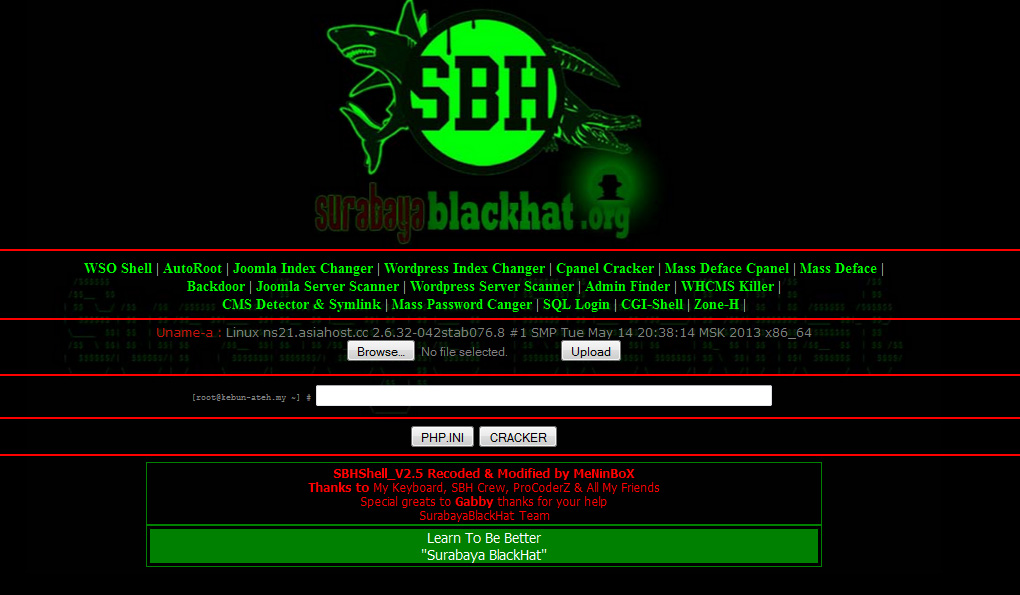 SBH
surabaya blackhat .org
WSO Shell | AutoRoot | Joomla Index Changer | Wordpress Index Changer | Cpanel Cracker | Mass Deface Cpanel | Mass Deface |
Backdoor | Joomla Server Scanner | Wordpress Server Scanner | Admin Finder | WHCMS Killer |
CMS Detector & Symlink | Mass Password Canger | SQL Login | CGI-Shell | Zone-H |
Uname-a : Linux ns21.asiahost.cc 2.6.32-042stab076.8 #1 SMP Tue May 14 20:38:14 MSK 2013 x86_64
Browse... No file selected. Upload
[root@kebun-ateh.my ~] #
PHP.INI CRACKER
SBHShell_V2.5 Recoded & Modified by MeNinBoX
Thanks to My Keyboard, SBH Crew, ProCoderZ & All My Friends
Special greats to Gabby thanks for your help
SurabayaBlackHat Team
Learn To Be Better
"Surabaya BlackHat"